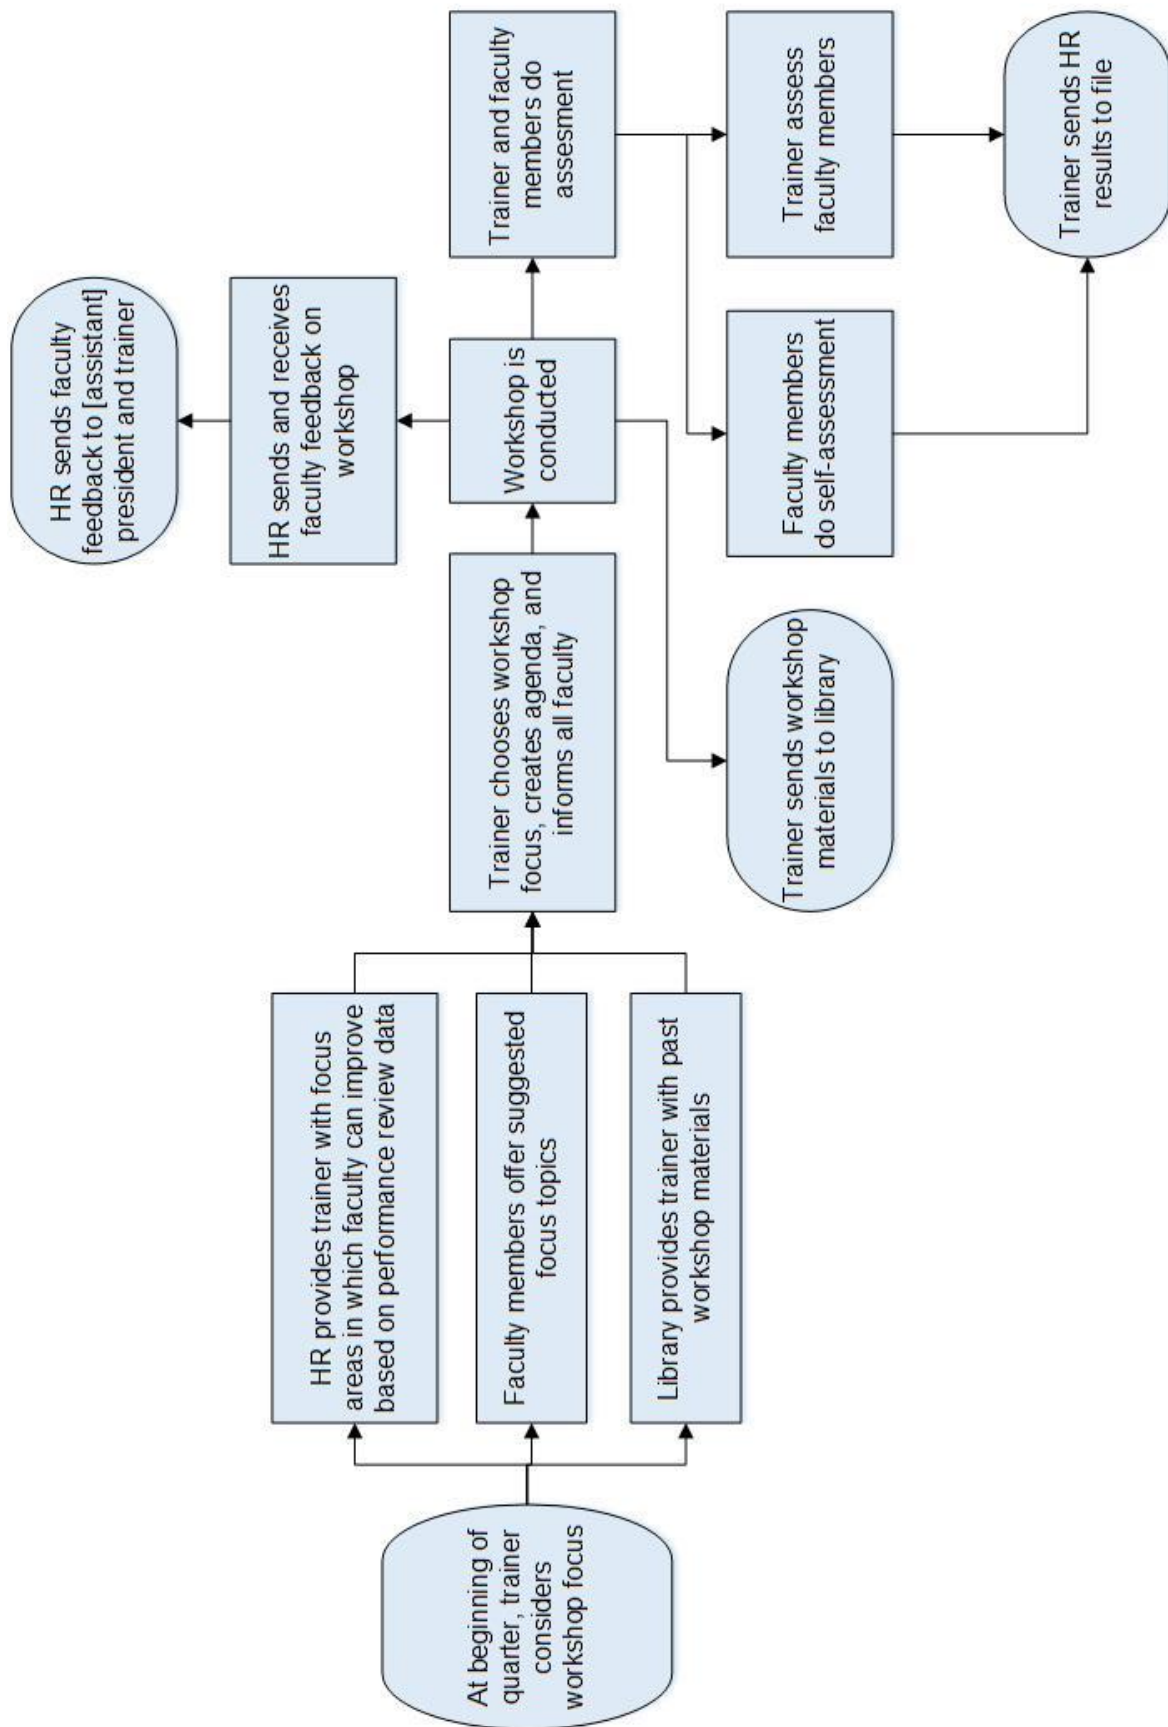 At beginning of
quarter, trainer
considers
workshop focus
HR provides trainer with focus
areas in which faculty can improve
based on performance review data
Faculty members offer suggested
focus topics
Library provides trainer with past
workshop materials
Trainer chooses workshop
focus, creates agenda, and
informs all faculty
Workshop is
conducted
HR sends and receives
faculty feedback on
workshop
HR sends faculty
feedback to [assistant]
president and trainer
Trainer sends workshop
materials to library
Trainer and faculty
members do
assesment
Faculty members
do self-assessment
Trainer assess
faculty members
Trainer sends HR
results to file